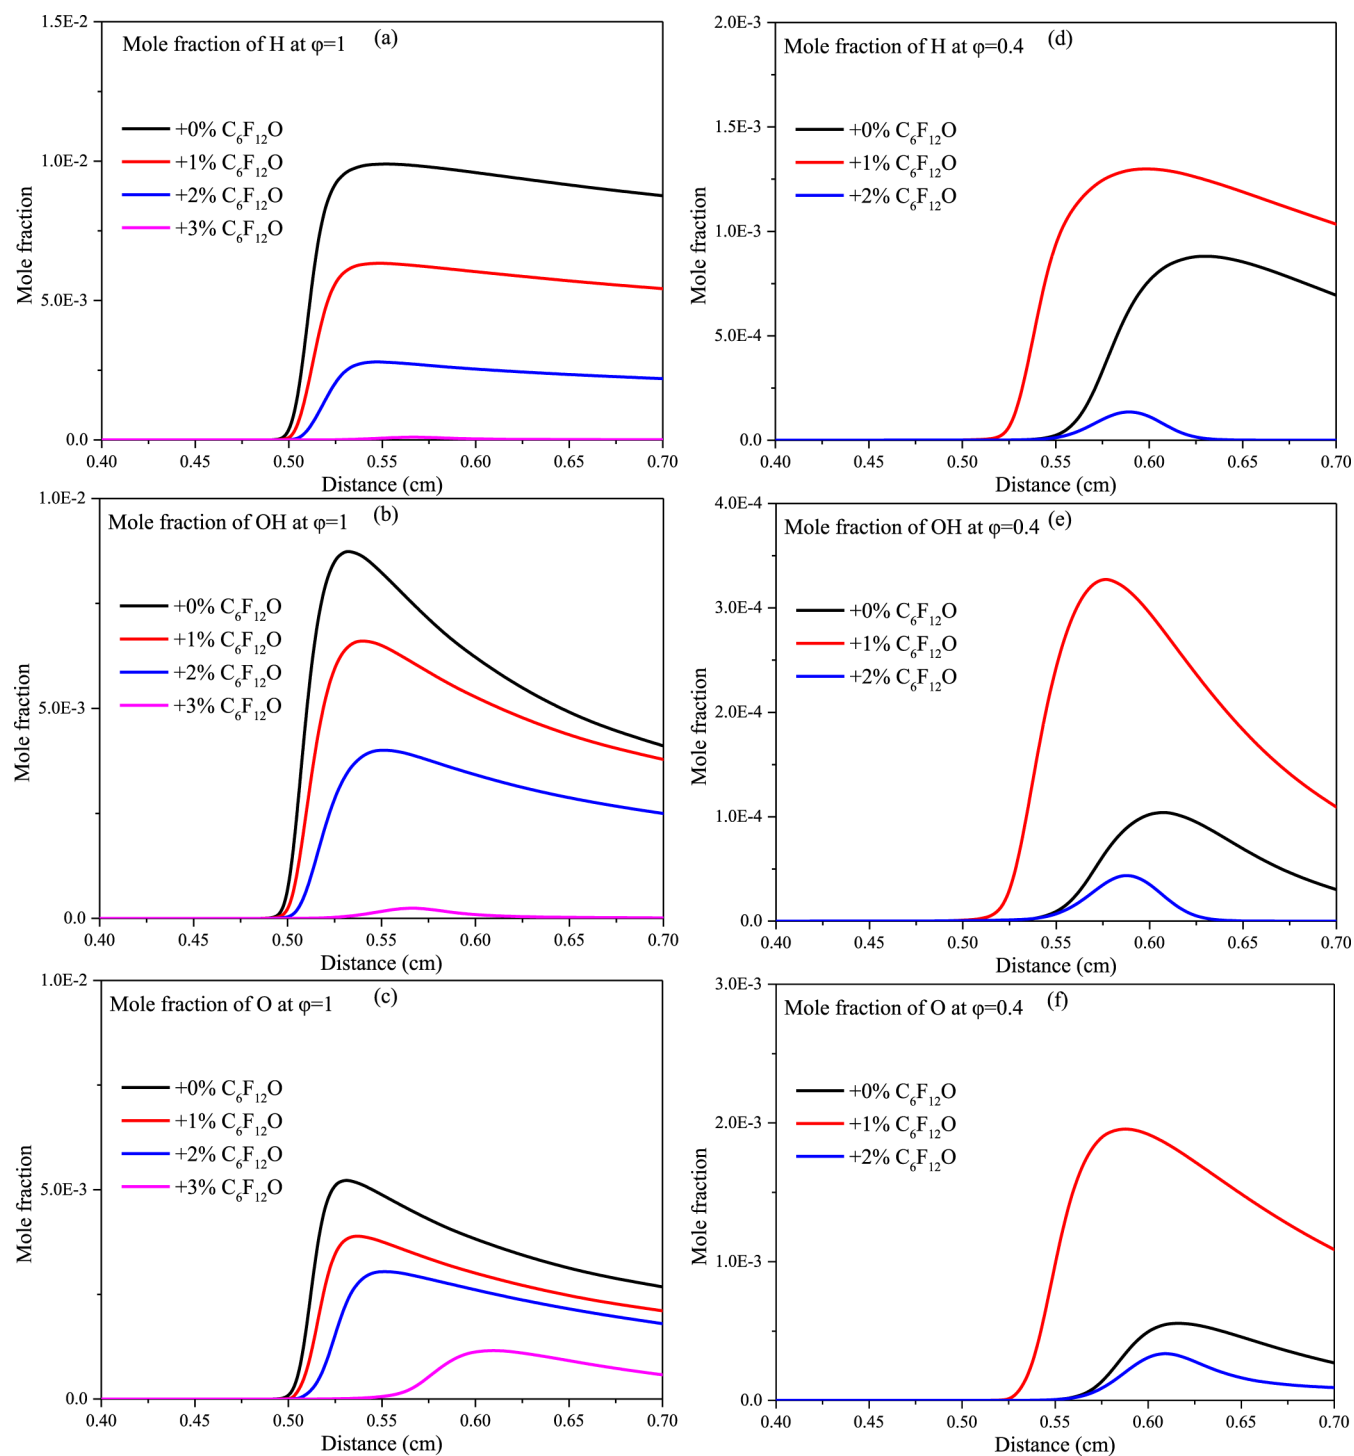 Mole fraction of H at φ=1 (a)
+0% C₆F₁₂O
+1% C₆F₁₂O
+2% C₆F₁₂O
+3% C₆F₁₂O
1.5E-2
1.0E-2
5.0E-3
0.0
Mole fraction
0.40 0.45 0.50 0.55 0.60 0.65 0.70
Distance (cm)
Mole fraction of H at φ=0.4 (d)
+0% C₆F₁₂O
+1% C₆F₁₂O
+2% C₆F₁₂O
2.0E-3
1.5E-3
1.0E-3
5.0E-4
0.0
Mole fraction
0.40 0.45 0.50 0.55 0.60 0.65 0.70
Distance (cm)
Mole fraction of OH at φ=1 (b)
+0% C₆F₁₂O
+1% C₆F₁₂O
+2% C₆F₁₂O
+3% C₆F₁₂O
1.0E-2
5.0E-3
0.0
Mole fraction
0.40 0.45 0.50 0.55 0.60 0.65 0.70
Distance (cm)
Mole fraction of OH at φ=0.4 (e)
+0% C₆F₁₂O
+1% C₆F₁₂O
+2% C₆F₁₂O
4.0E-4
3.0E-4
2.0E-4
1.0E-4
0.0
Mole fraction
0.40 0.45 0.50 0.55 0.60 0.65 0.70
Distance (cm)
Mole fraction of O at φ=1 (c)
+0% C₆F₁₂O
+1% C₆F₁₂O
+2% C₆F₁₂O
+3% C₆F₁₂O
1.0E-2
5.0E-3
0.0
Mole fraction
0.40 0.45 0.50 0.55 0.60 0.65 0.70
Distance (cm)
Mole fraction of O at φ=0.4 (f)
+0% C₆F₁₂O
+1% C₆F₁₂O
+2% C₆F₁₂O
3.0E-3
2.0E-3
1.0E-3
0.0
Mole fraction
0.40 0.45 0.50 0.55 0.60 0.65 0.70
Distance (cm)